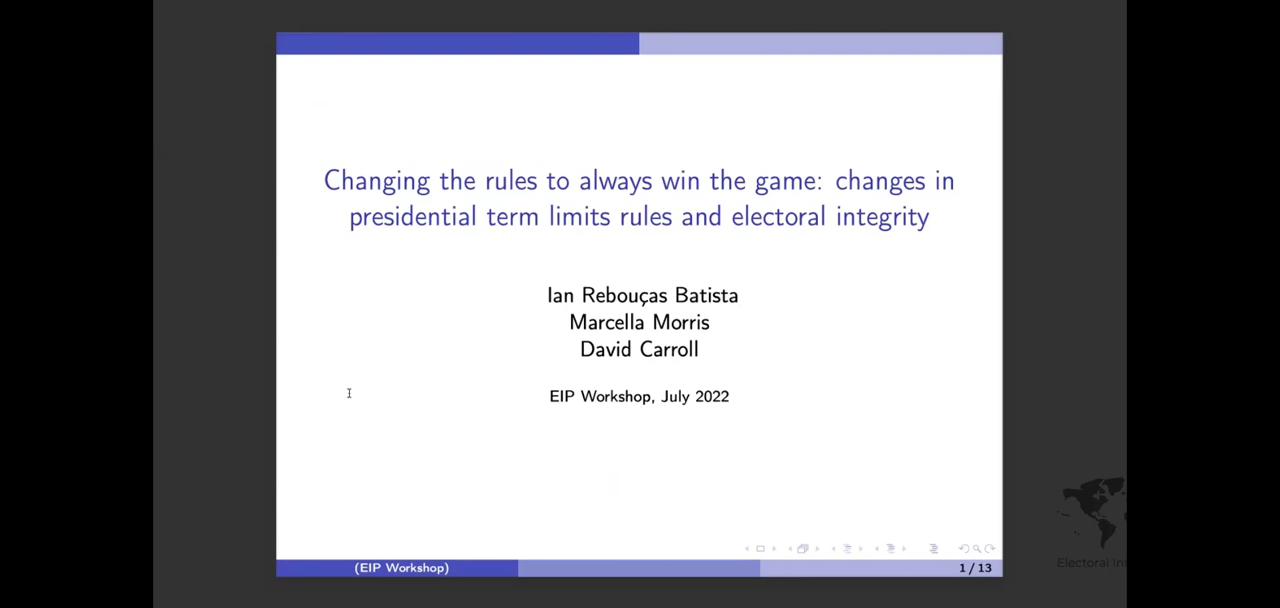 Changing the rules to always win the game: changes in
presidential term limits rules and electoral integrity
Ian Rebouças Batista
Marcella Morris
David Carroll
EIP Workshop, July 2022
(EIP Workshop)
1 / 13
Electoral